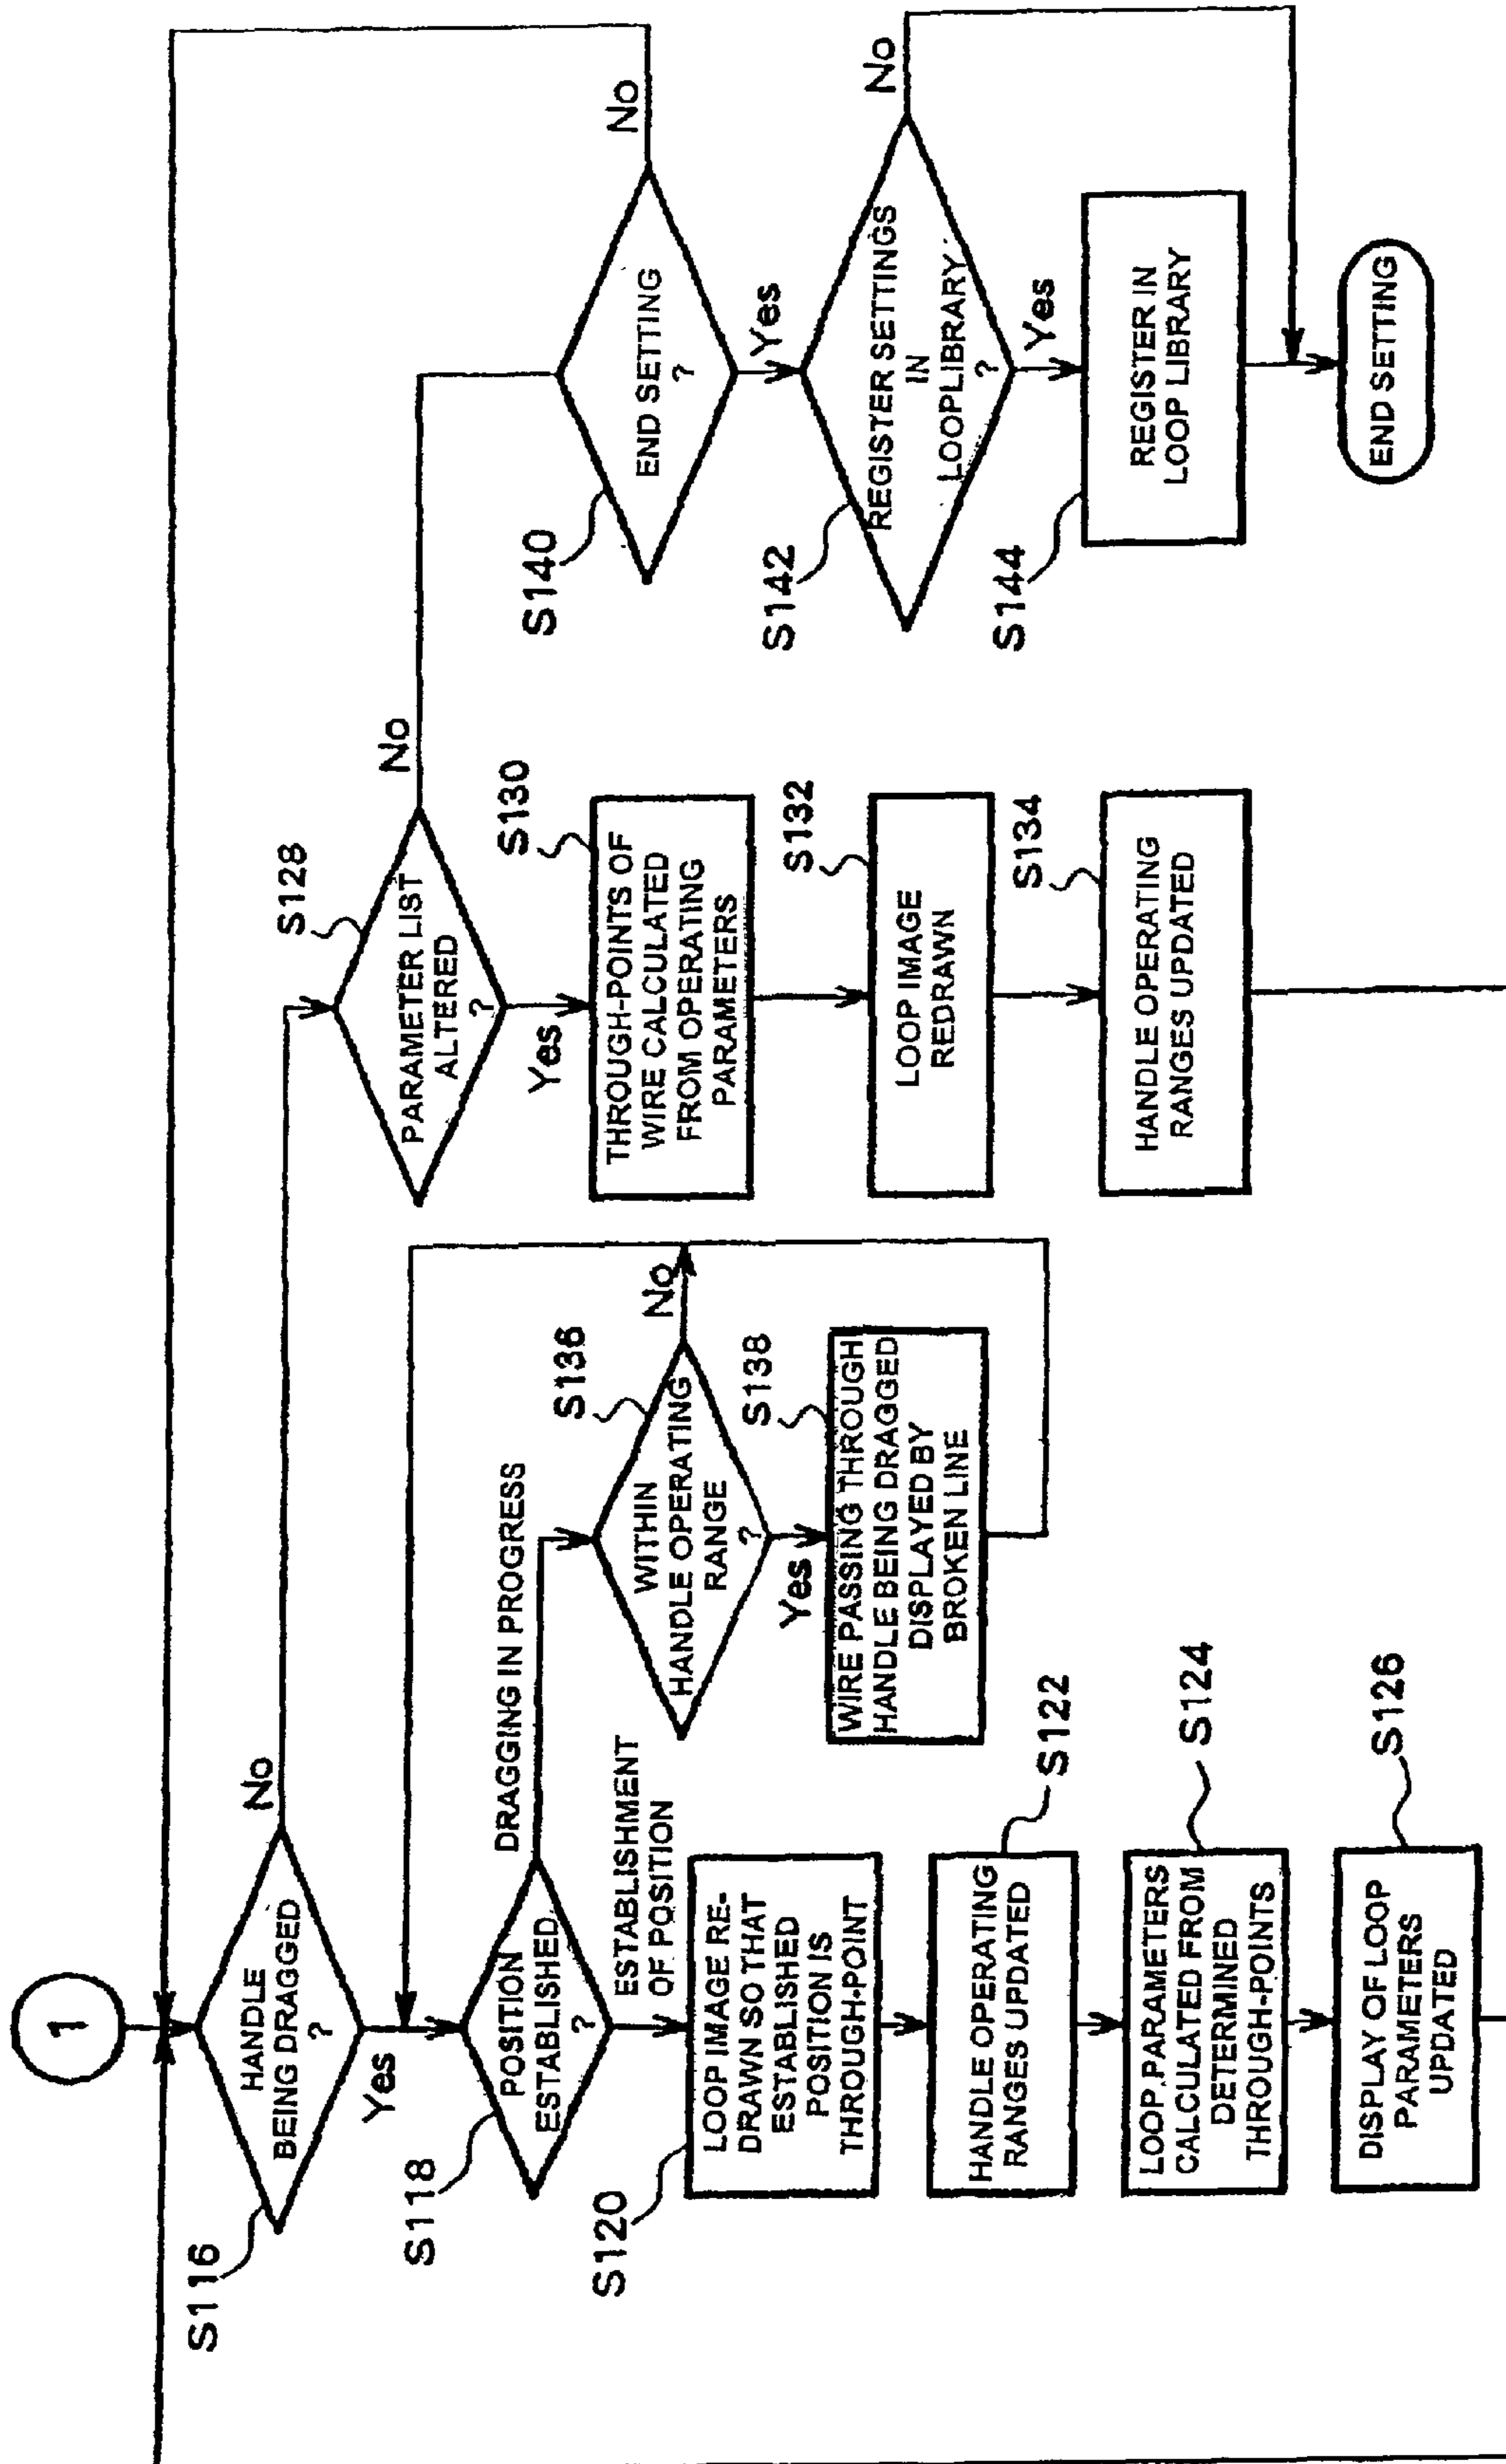 1
S116
HANDLE
BEING DRAGGED
?
No
Yes
S118
POSITION
ESTABLISHED
?
DRAGGING IN PROGRESS
ESTABLISHMENT
OF POSITION
S120
LOOP IMAGE RE-
DRAWN SO THAT
ESTABLISHED
POSITION IS
THROUGH-POINT
HANDLE OPERATING
RANGES UPDATED
S122
LOOP PARAMETERS
CALCULATED FROM
DETERMINED
THROUGH-POINTS
S124
DISPLAY OF LOOP
PARAMETERS
UPDATED
S126
S136
WITHIN
HANDLE OPERATING
RANGE
?
No
Yes
S138
WIRE PASSING THROUGH
HANDLE BEING DRAGGED
DISPLAYED BY
BROKEN LINE
S128
PARAMETER LIST
ALTERED
?
No
Yes
S130
THROUGH-POINTS OF
WIRE CALCULATED
FROM OPERATING
PARAMETERS
S132
LOOP IMAGE
REDRAWN
S134
HANDLE OPERATING
RANGES UPDATED
S140
END SETTING
?
No
Yes
S142
REGISTER SETTINGS
IN
LOOPLIBRARY
?
No
Yes
S144
REGISTER IN
LOOP LIBRARY
END SETTING